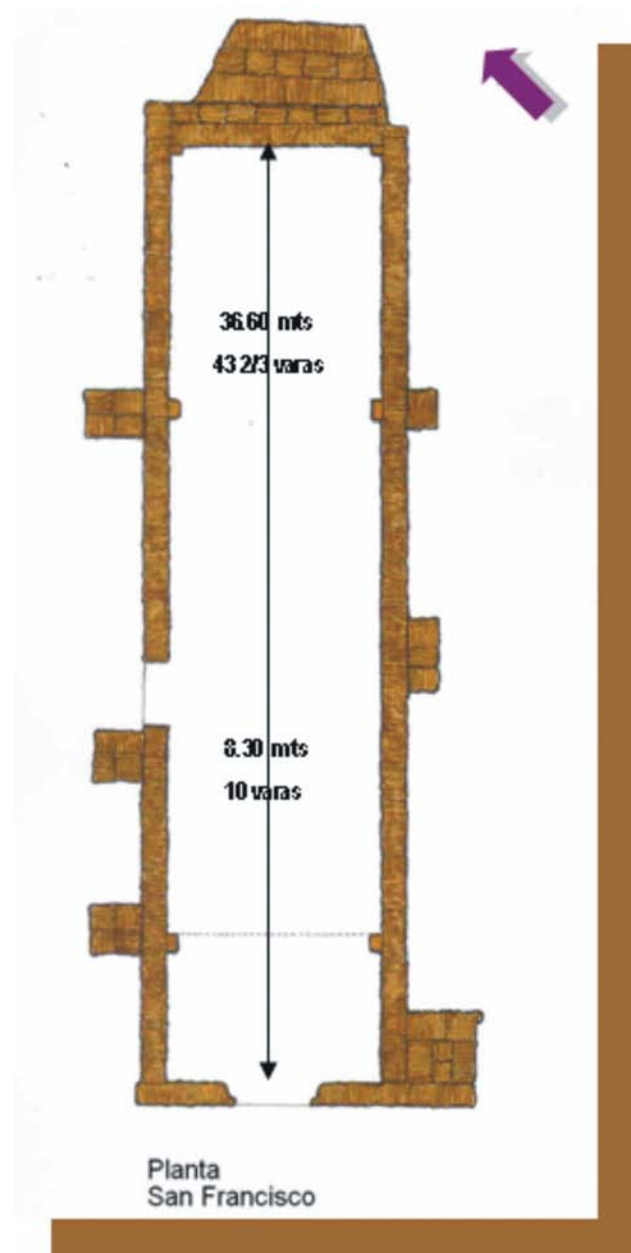 36.60 mts
43 2/3 varas
8.30 mts
10 varas
Planta
San Francisco